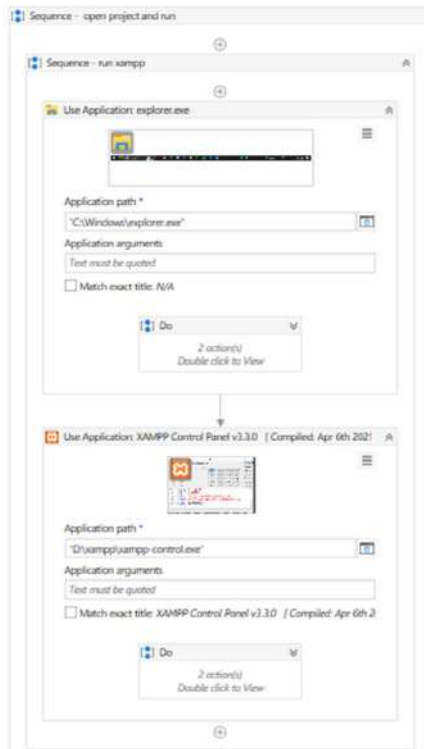 Sequence - open project and run
Sequence - run xampp
Use Application: explorer.exe
Application path *
"C:\Windows\explorer.exe"
Application arguments
Text must be quoted
Match exact title: N/A
Do
2 action(s)
Double click to View
Use Application: XAMPP Control Panel v3.3.0 [ Compiled: Apr 6th 2021
Application path *
"D:\xampp\xampp-control.exe"
Application arguments
Text must be quoted
Match exact title: XAMPP Control Panel v3.3.0 [ Compiled: Apr 6th 2
Do
2 action(s)
Double click to View